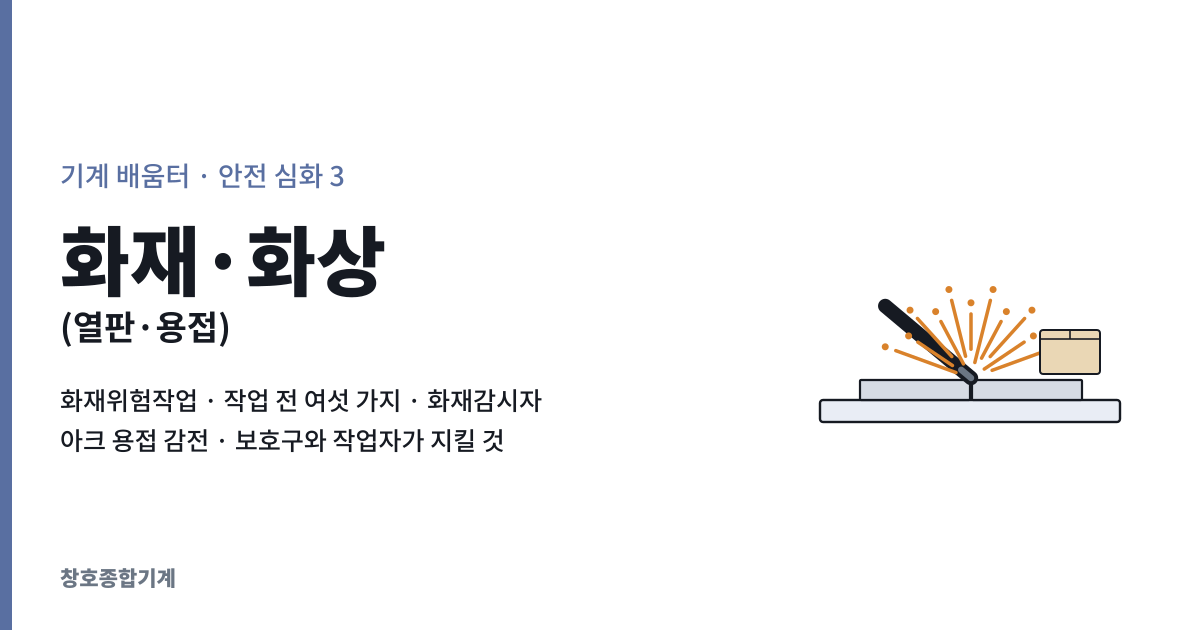 기계 배움터 · 안전 심화 3
화재·화상
(열판·용접)
화재위험작업 · 작업 전 여섯 가지 · 화재감시자
아크 용접 감전 · 보호구와 작업자가 지킬 것
창호종합기계